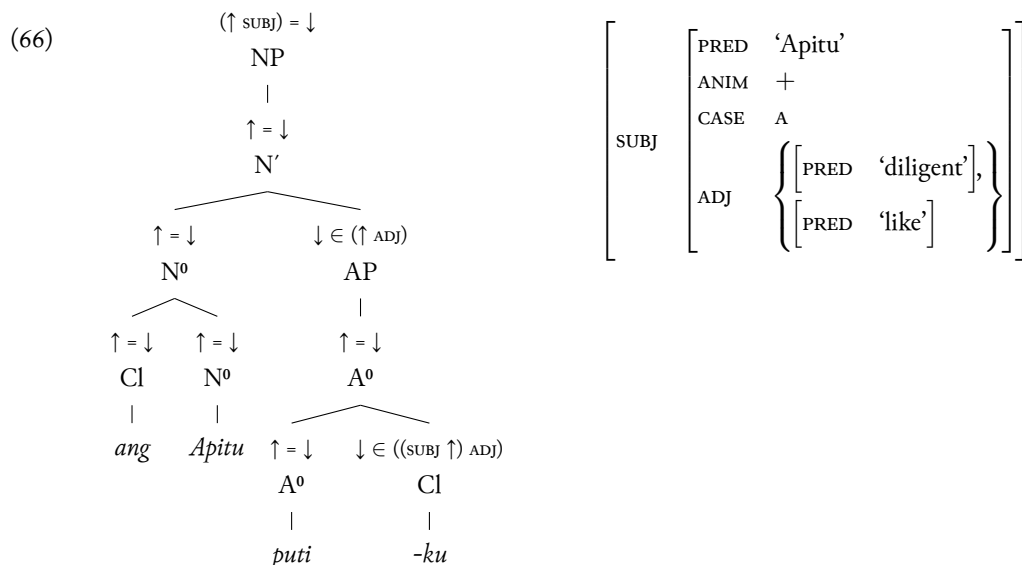 (66)
(↑ SUBJ) = ↓
NP
↑ = ↓
N′
↑ = ↓ ↓ ∈ (↑ ADJ)
N⁰ AP
↑ = ↓ ↑ = ↓ ↑ = ↓
Cl N⁰ A⁰
ang Apitu ↑ = ↓ ↓ ∈ ((SUBJ ↑) ADJ)
A⁰ Cl
puti -ku
SUBJ
PRED ‘Apitu’
ANIM +
CASE A
ADJ
{[PRED ‘diligent’],
[PRED ‘like’]}